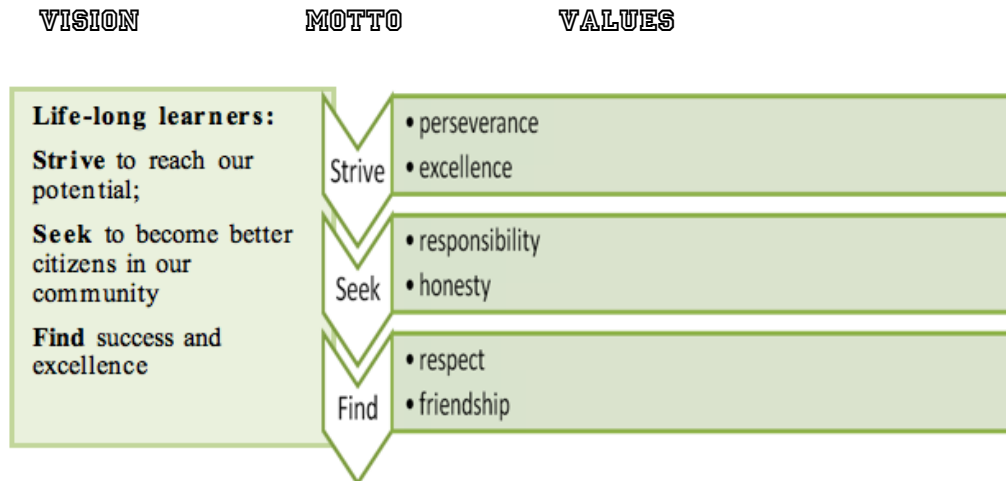 VISION MOTTO VALUES
Life-long learners:
Strive to reach our
potential;
Seek to become better
citizens in our
community
Find success and
excellence
Strive
• perseverance
• excellence
Seek
• responsibility
• honesty
Find
• respect
• friendship